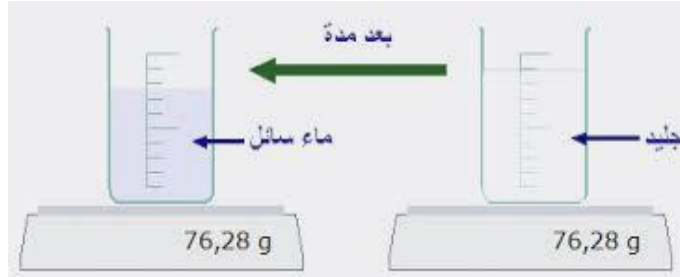 بعد مدة
جليد
ماء سائل
76,28 g
76,28 g